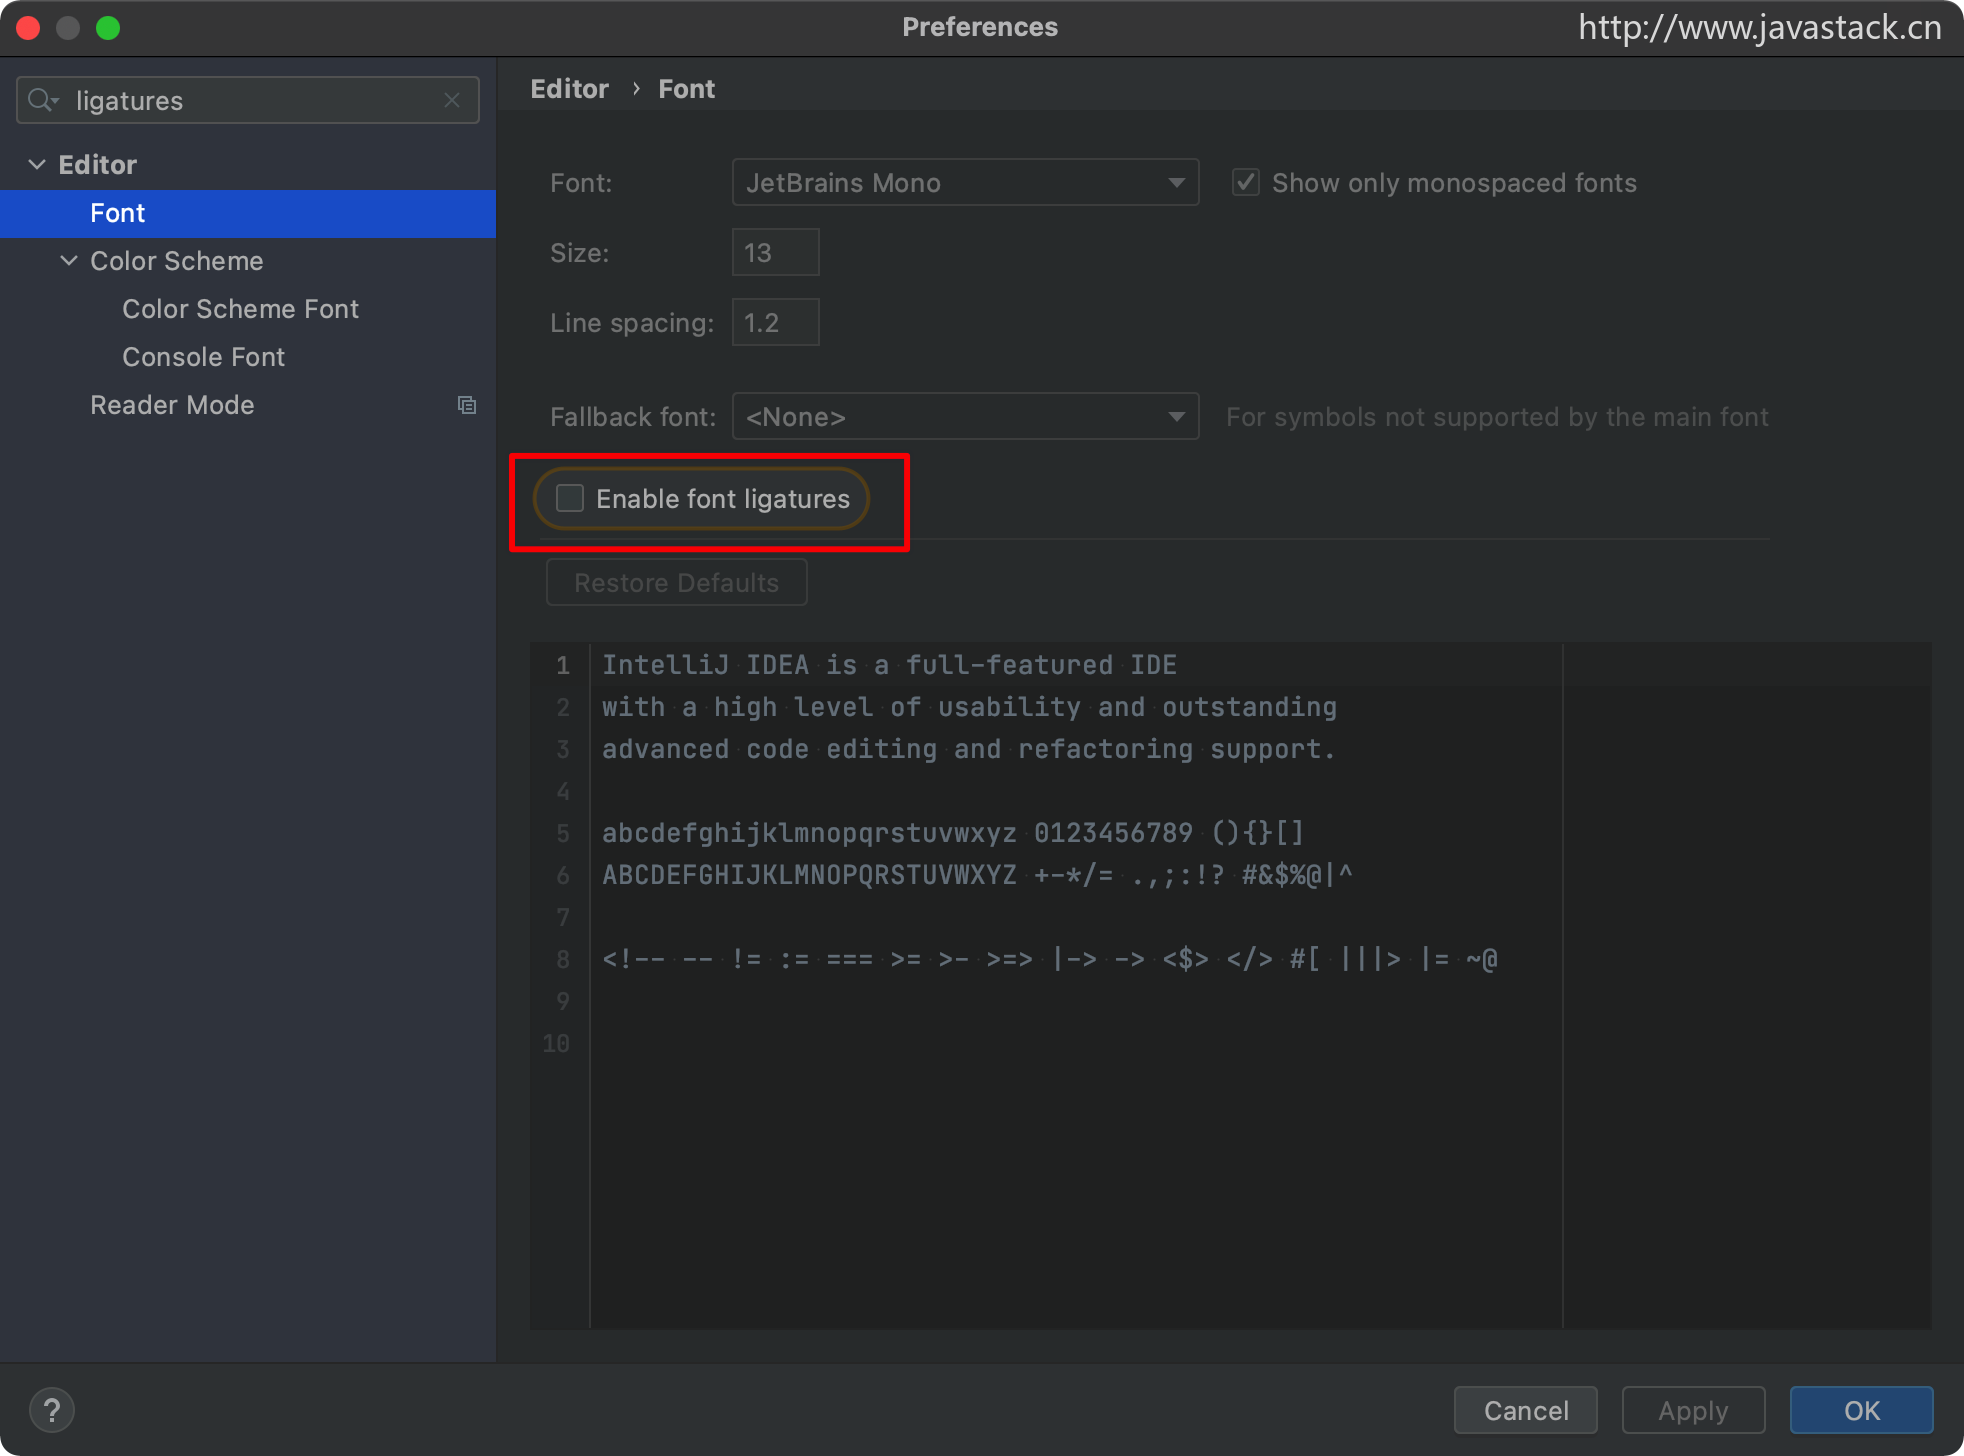 Preferences
http://www.javastack.cn
ligatures
Editor
Font
Color Scheme
Color Scheme Font
Console Font
Reader Mode
Editor › Font
Font: JetBrains Mono Show only monospaced fonts
Size: 13
Line spacing: 1.2
Fallback font: <None> For symbols not supported by the main font
Enable font ligatures
Restore Defaults
1 IntelliJ IDEA is a full-featured IDE
2 with a high level of usability and outstanding
3 advanced code editing and refactoring support.
4
5 abcdefghijklmnopqrstuvwxyz 0123456789 (){}[]
6 ABCDEFGHIJKLMNOPQRSTUVWXYZ +-*/= .,;:!? #&$%@|^
7
8 <!-- -- != := === >= >- >=> |-> -> <$> </> #[ |||> |= ~@
9
10
? Cancel Apply OK